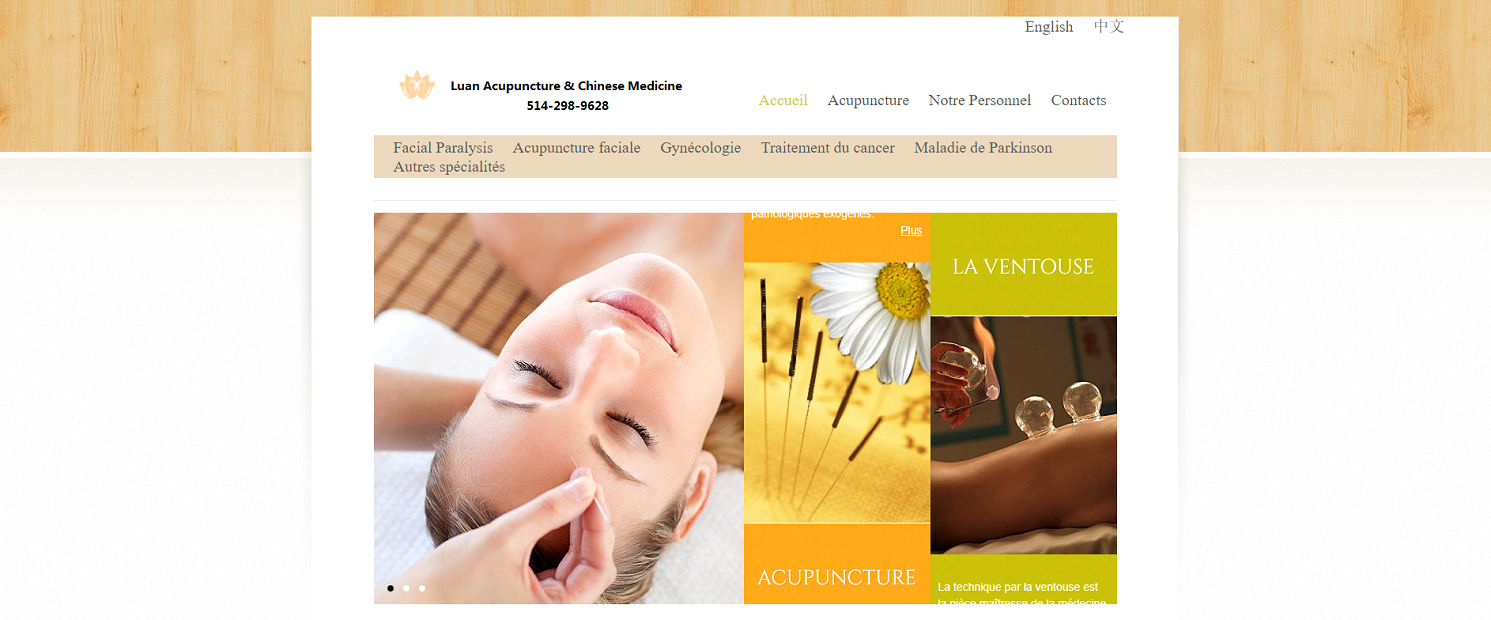 English 中文
Luan Acupuncture & Chinese Medicine
514-298-9628
Accueil Acupuncture Notre Personnel Contacts
Facial Paralysis Acupuncture faciale Gynécologie Traitement du cancer Maladie de Parkinson
Autres spécialités
pathologiques exogènes.
Plus
LA VENTOUSE
ACUPUNCTURE
La technique par la ventouse est
la pièce maîtresse de la médecine